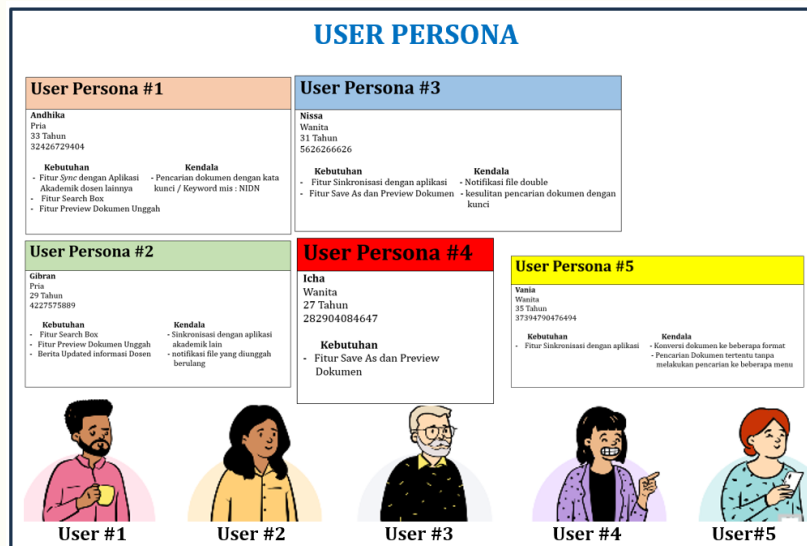 USER PERSONA
User Persona #1
Andhika
Pria
33 Tahun
32426729404
Kebutuhan
- Fitur Sync dengan Aplikasi
Akademik dosen lainnya
- Fitur Search Box
- Fitur Preview Dokumen Unggah
Kendala
- Pencarian dokumen dengan kata
kunci / Keyword mis : NIDN
User Persona #3
Nissa
Wanita
31 Tahun
5626266626
Kebutuhan
- Fitur Sinkronisasi dengan aplikasi
- Fitur Save As dan Preview Dokumen
Kendala
- Notifikasi file double
- kesulitan pencarian dokumen dengan
kunci
User Persona #2
Gibran
Pria
29 Tahun
4227575889
Kebutuhan
- Fitur Search Box
- Fitur Preview Dokumen Unggah
- Berita Updated informasi Dosen
Kendala
- Sinkronisasi dengan aplikasi
akademik lain
- notifikasi file yang diunggah
berulang
User Persona #4
Icha
Wanita
27 Tahun
282904084647
Kebutuhan
- Fitur Save As dan Preview
Dokumen
User Persona #5
Vania
Wanita
35 Tahun
37394790476494
Kebutuhan
- Fitur Sinkronisasi dengan aplikasi
Kendala
- Konversi dokumen ke beberapa format
- Pencarian Dokumen tertentu tanpa
melakukan pencarian ke beberapa menu
User #1
User #2
User #3
User #4
User#5